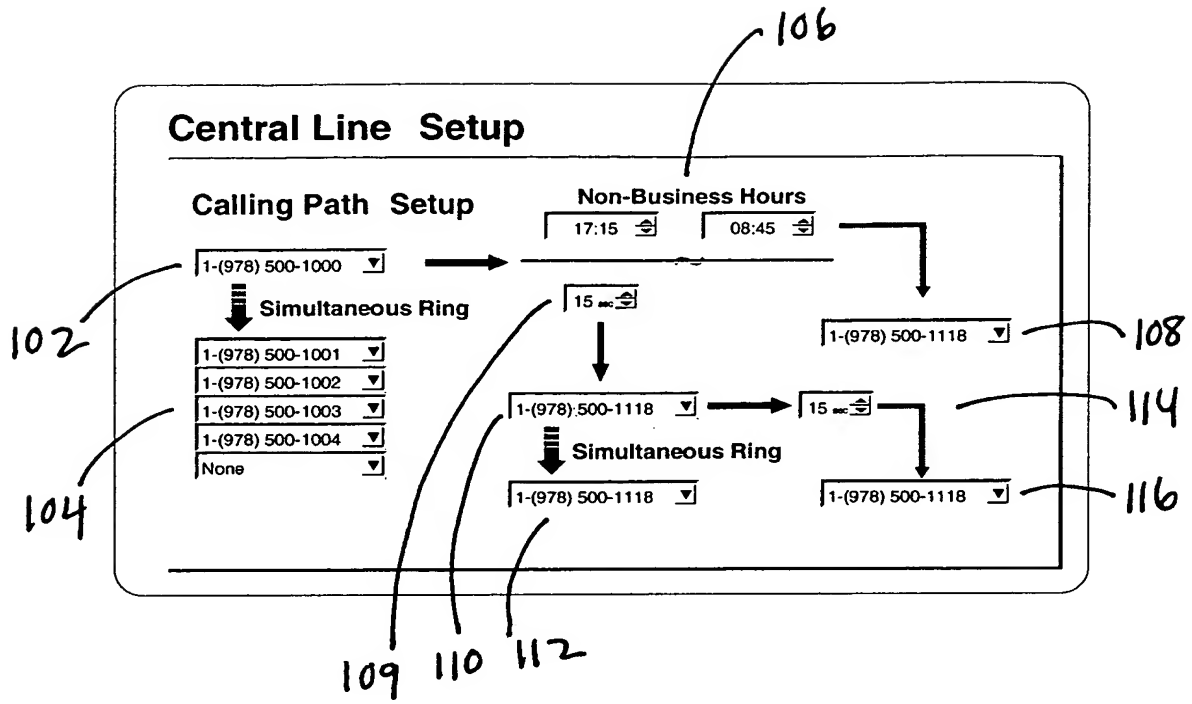 106
Central Line Setup
Non-Business Hours
Calling Path Setup
17:15
08:45
1-(978) 500-1000
15 sec
Simultaneous Ring
102
1-(978) 500-1118
108
1-(978) 500-1001
1-(978) 500-1002
1-(978) 500-1003
1-(978) 500-1118
15 sec
114
1-(978) 500-1004
Simultaneous Ring
None
104
1-(978) 500-1118
1-(978) 500-1118
116
109
110
112